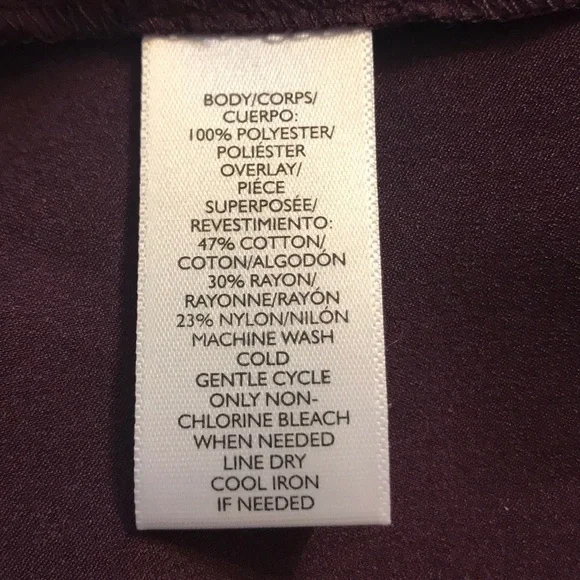 BODY/CORPS/
CUERPO:
100% POLYESTER/
POLIÉSTER
OVERLAY/
PIÉCE
SUPERPOSÉE/
REVESTIMIENTO:
47% COTTON/
COTON/ALGODÓN
30% RAYON/
RAYONNE/RAYÓN
23% NYLON/NILÓN
MACHINE WASH
COLD
GENTLE CYCLE
ONLY NON-
CHLORINE BLEACH
WHEN NEEDED
LINE DRY
COOL IRON
IF NEEDED